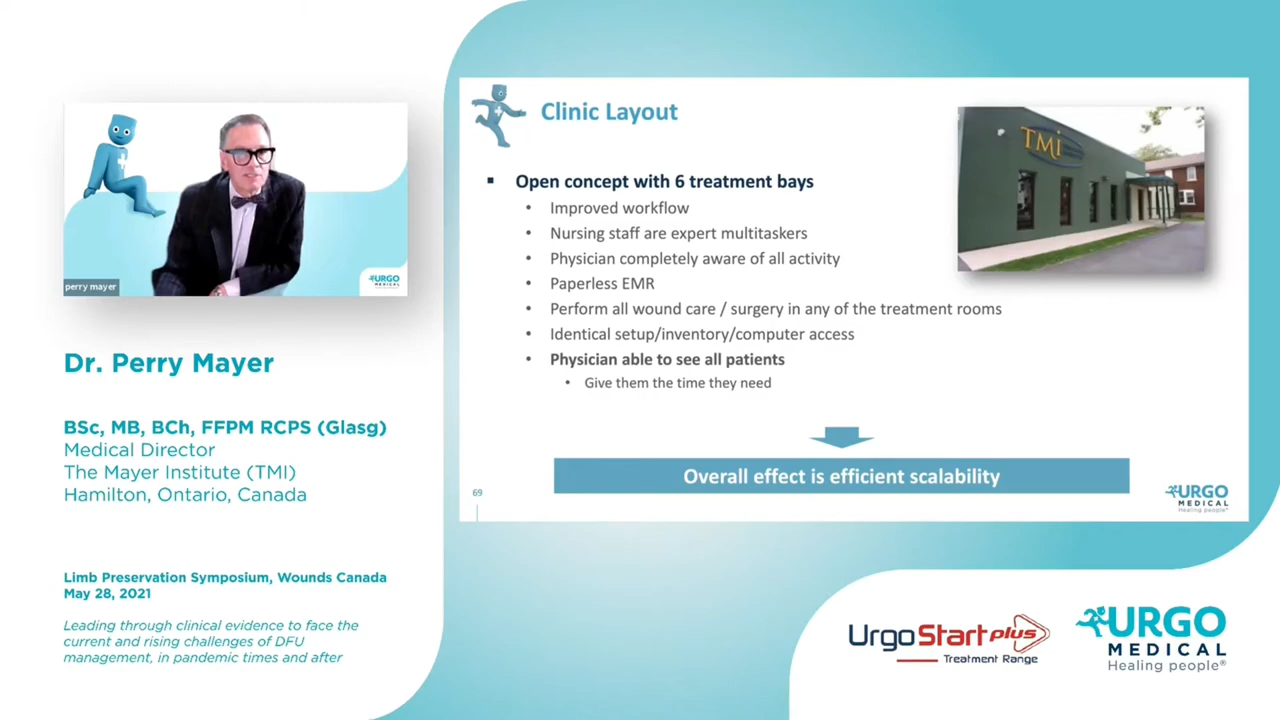 perry mayer
URGO
MEDICAL
Dr. Perry Mayer
BSc, MB, BCh, FFPM RCPS (Glasg)
Medical Director
The Mayer Institute (TMI)
Hamilton, Ontario, Canada
Limb Preservation Symposium, Wounds Canada
May 28, 2021
Leading through clinical evidence to face the
current and rising challenges of DFU
management, in pandemic times and after
Clinic Layout
TMi
▪ Open concept with 6 treatment bays
• Improved workflow
• Nursing staff are expert multitaskers
• Physician completely aware of all activity
• Paperless EMR
• Perform all wound care / surgery in any of the treatment rooms
• Identical setup/inventory/computer access
• Physician able to see all patients
• Give them the time they need
Overall effect is efficient scalability
69
URGO
MEDICAL
Healing people®
UrgoStart plus
Treatment Range
URGO
MEDICAL
Healing people®